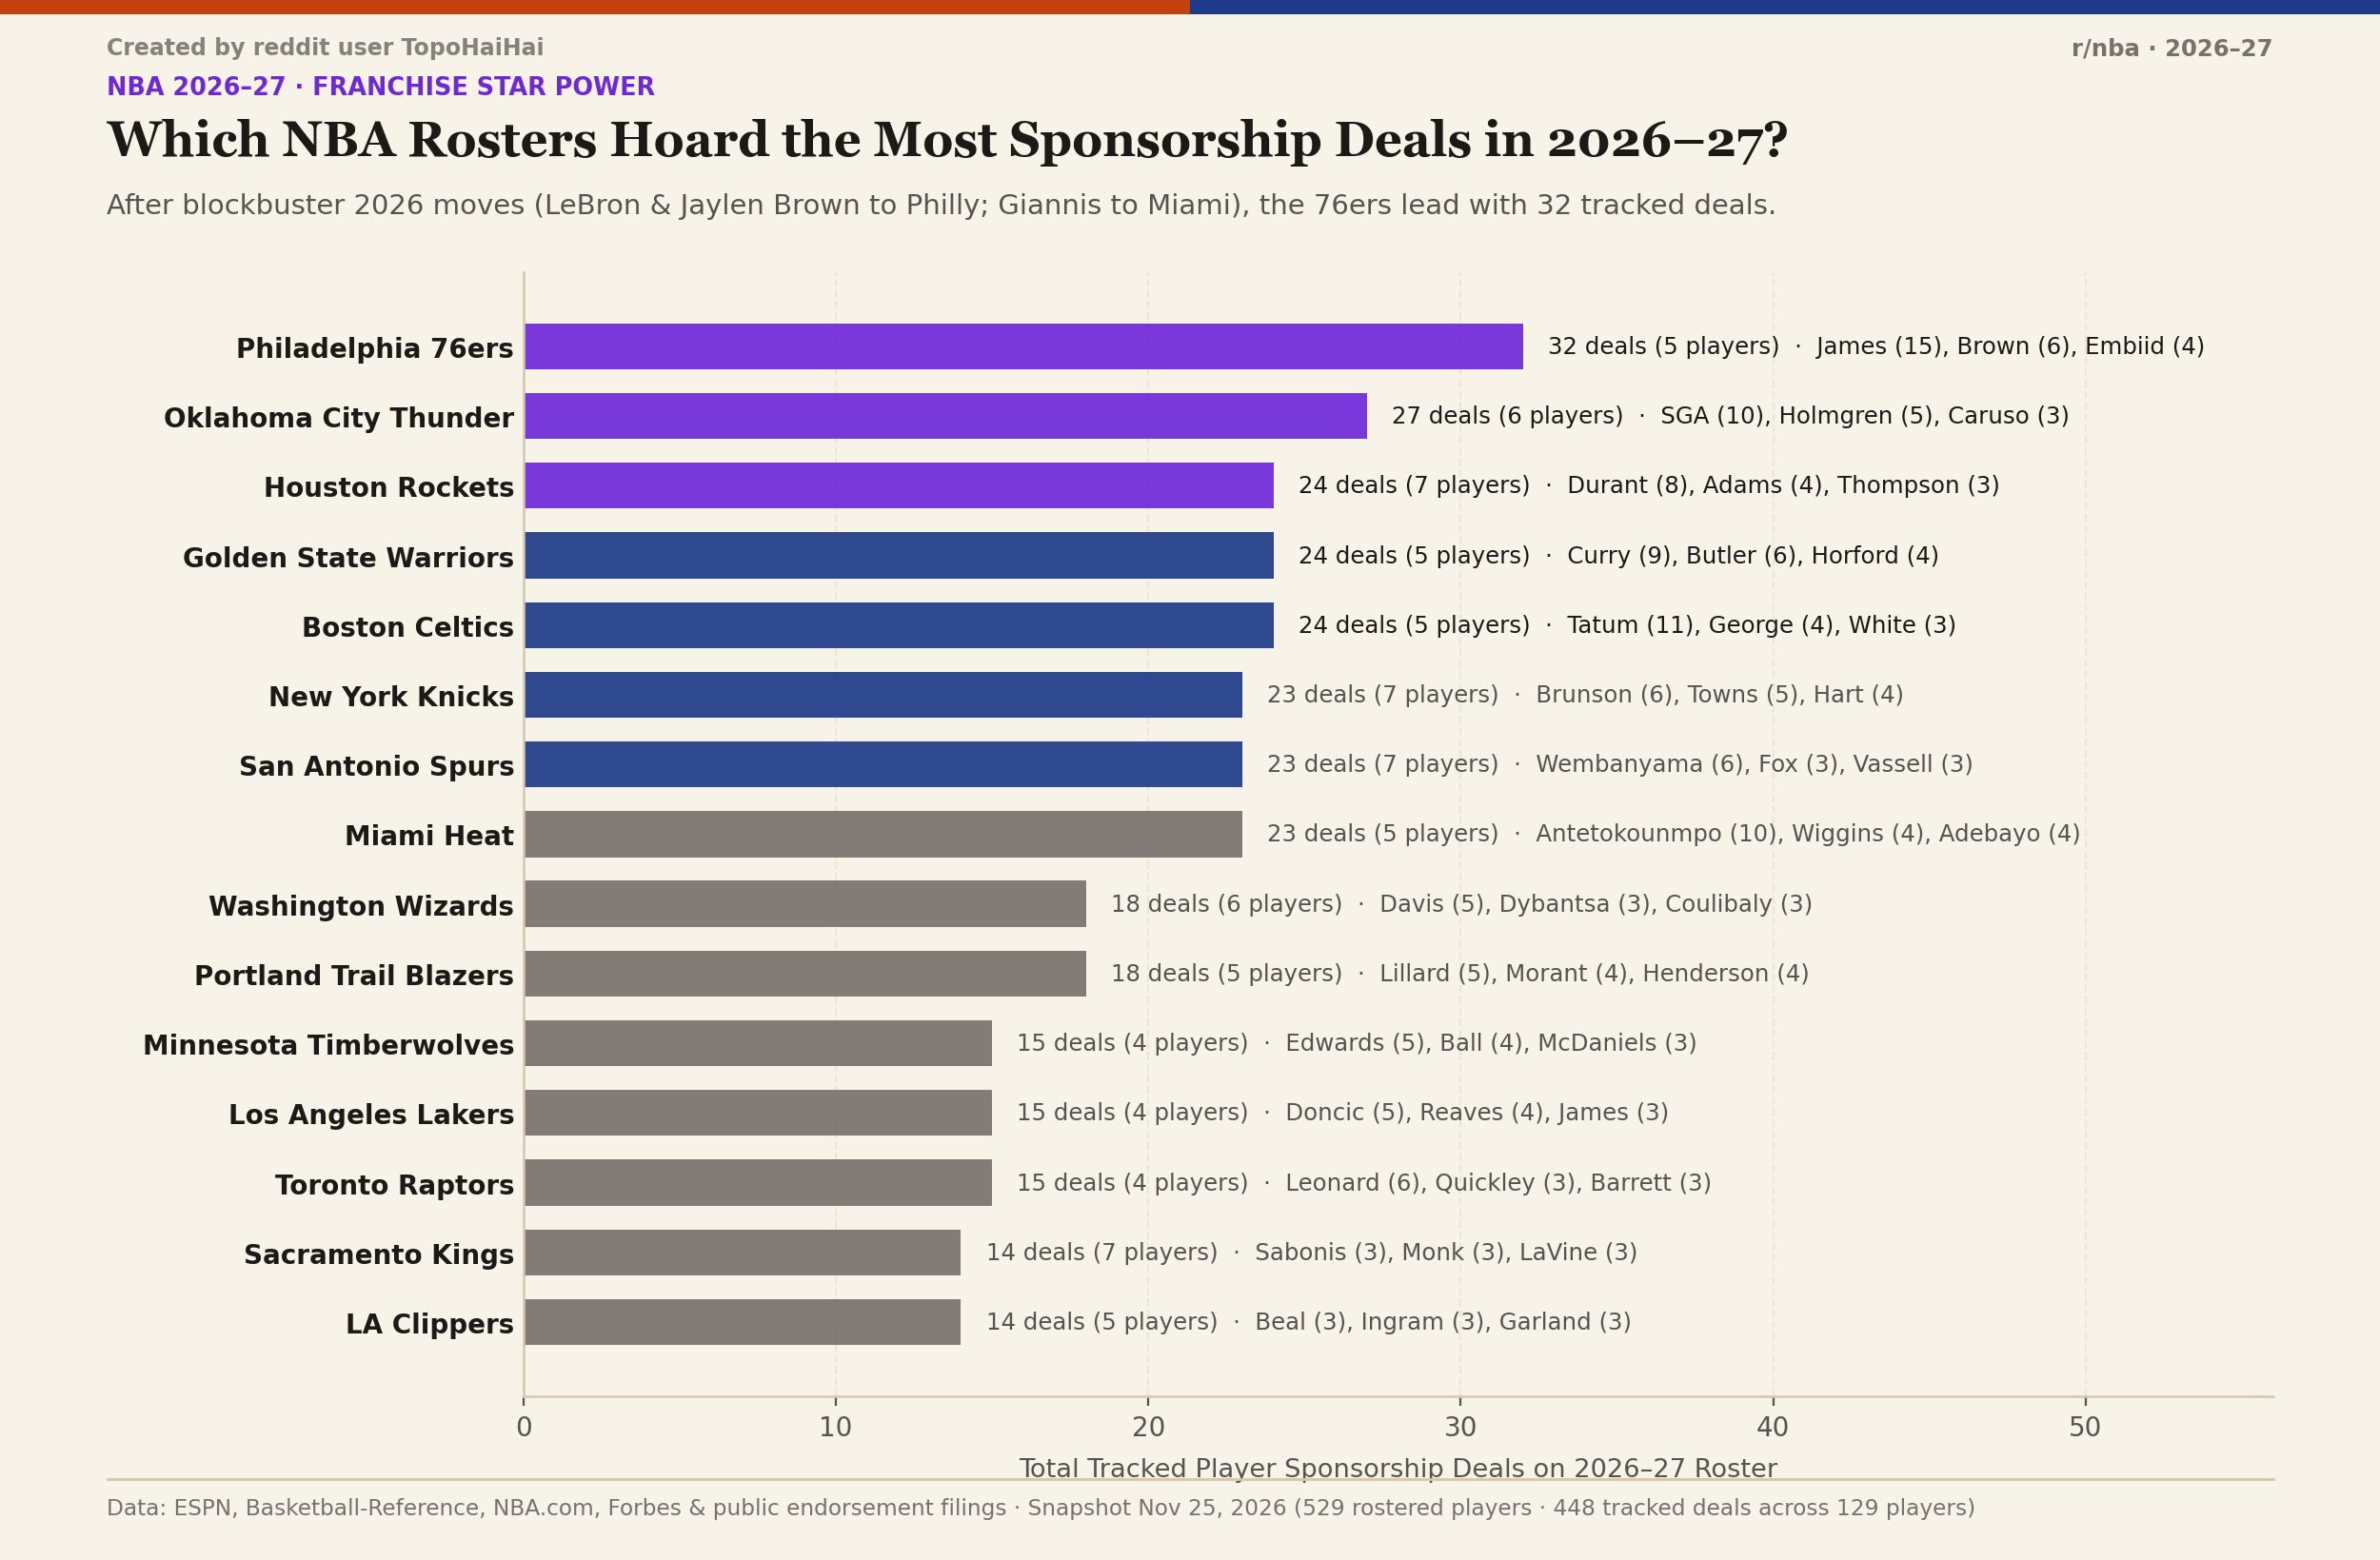 Created by reddit user TopoHaiHai
r/nba · 2026–27
NBA 2026–27 · FRANCHISE STAR POWER
Which NBA Rosters Hoard the Most Sponsorship Deals in 2026–27?
After blockbuster 2026 moves (LeBron & Jaylen Brown to Philly; Giannis to Miami), the 76ers lead with 32 tracked deals.
Philadelphia 76ers 32 deals (5 players) · James (15), Brown (6), Embiid (4)
Oklahoma City Thunder 27 deals (6 players) · SGA (10), Holmgren (5), Caruso (3)
Houston Rockets 24 deals (7 players) · Durant (8), Adams (4), Thompson (3)
Golden State Warriors 24 deals (5 players) · Curry (9), Butler (6), Horford (4)
Boston Celtics 24 deals (5 players) · Tatum (11), George (4), White (3)
New York Knicks 23 deals (7 players) · Brunson (6), Towns (5), Hart (4)
San Antonio Spurs 23 deals (7 players) · Wembanyama (6), Fox (3), Vassell (3)
Miami Heat 23 deals (5 players) · Antetokounmpo (10), Wiggins (4), Adebayo (4)
Washington Wizards 18 deals (6 players) · Davis (5), Dybantsa (3), Coulibaly (3)
Portland Trail Blazers 18 deals (5 players) · Lillard (5), Morant (4), Henderson (4)
Minnesota Timberwolves 15 deals (4 players) · Edwards (5), Ball (4), McDaniels (3)
Los Angeles Lakers 15 deals (4 players) · Doncic (5), Reaves (4), James (3)
Toronto Raptors 15 deals (4 players) · Leonard (6), Quickley (3), Barrett (3)
Sacramento Kings 14 deals (7 players) · Sabonis (3), Monk (3), LaVine (3)
LA Clippers 14 deals (5 players) · Beal (3), Ingram (3), Garland (3)
0 10 20 30 40 50
Total Tracked Player Sponsorship Deals on 2026–27 Roster
Data: ESPN, Basketball-Reference, NBA.com, Forbes & public endorsement filings · Snapshot Nov 25, 2026 (529 rostered players · 448 tracked deals across 129 players)